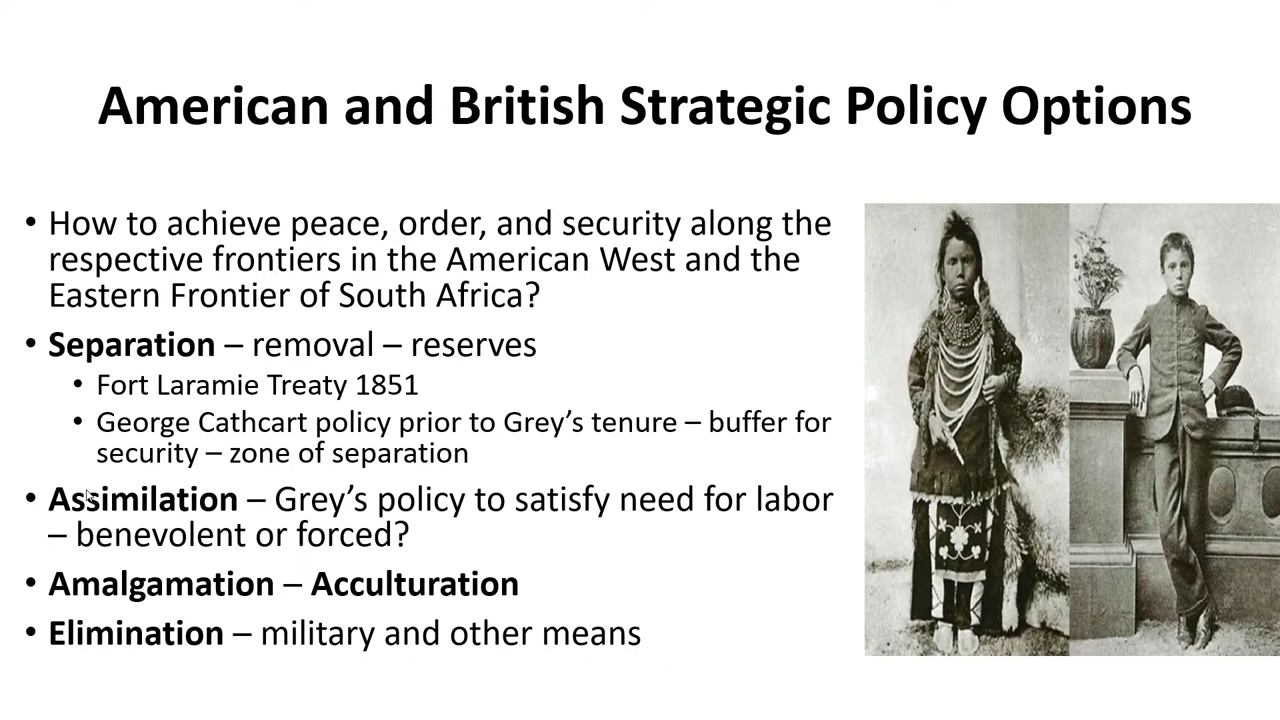 American and British Strategic Policy Options
• How to achieve peace, order, and security along the
respective frontiers in the American West and the
Eastern Frontier of South Africa?
• Separation – removal – reserves
• Fort Laramie Treaty 1851
• George Cathcart policy prior to Grey’s tenure – buffer for
security – zone of separation
• Assimilation – Grey’s policy to satisfy need for labor
– benevolent or forced?
• Amalgamation – Acculturation
• Elimination – military and other means